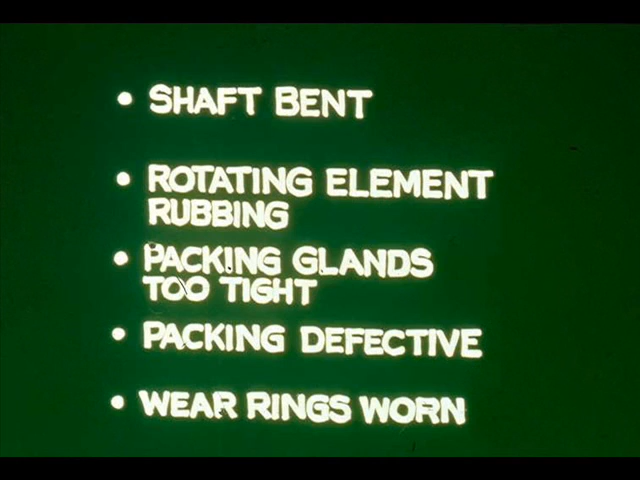 • SHAFT BENT
• ROTATING ELEMENT
RUBBING
• PACKING GLANDS
TOO TIGHT
• PACKING DEFECTIVE
• WEAR RINGS WORN